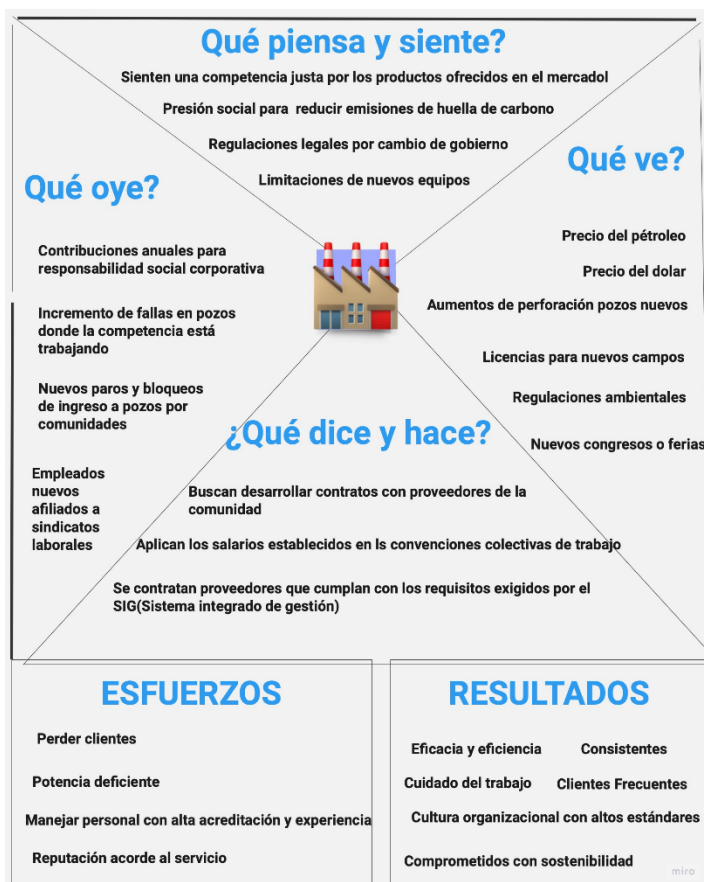 Qué piensa y siente?
Sienten una competencia justa por los productos ofrecidos en el mercadol
Presión social para reducir emisiones de huella de carbono
Regulaciones legales por cambio de gobierno
Limitaciones de nuevos equipos
Qué oye?
Contribuciones anuales para
responsabilidad social corporativa
Incremento de fallas en pozos
donde la competencia está
trabajando
Nuevos paros y bloqueos
de ingreso a pozos por
comunidades
Empleados
nuevos
afiliados a
sindicatos
laborales
Qué ve?
Precio del pétroleo
Precio del dolar
Aumentos de perforación pozos nuevos
Licencias para nuevos campos
Regulaciones ambientales
Nuevos congresos o ferias
¿Qué dice y hace?
Buscan desarrollar contratos con proveedores de la
comunidad
Aplican los salarios establecidos en ls convenciones colectivas de trabajo
Se contratan proveedores que cumplan con los requisitos exigidos por el
SIG(Sistema integrado de gestión)
ESFUERZOS
Perder clientes
Potencia deficiente
Manejar personal con alta acreditación y experiencia
Reputación acorde al servicio
RESULTADOS
Eficacia y eficiencia Consistentes
Cuidado del trabajo Clientes Frecuentes
Cultura organizacional con altos estándares
Comprometidos con sostenibilidad
miro